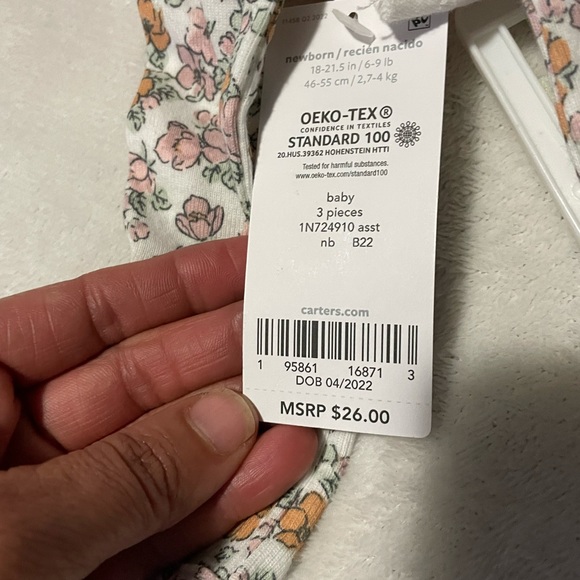 newborn / recién nacido
18-21.5 in / 6-9 lb
46-55 cm / 2,7-4 kg
OEKO-TEX®
CONFIDENCE IN TEXTILES
STANDARD 100
20.HUS.39362 HOHENSTEIN HTTI
Tested for harmful substances.
www.oeko-tex.com/standard100
baby
3 pieces
1N724910 asst
nb B22
carters.com
1 95861 16871 3
DOB 04/2022
MSRP $26.00